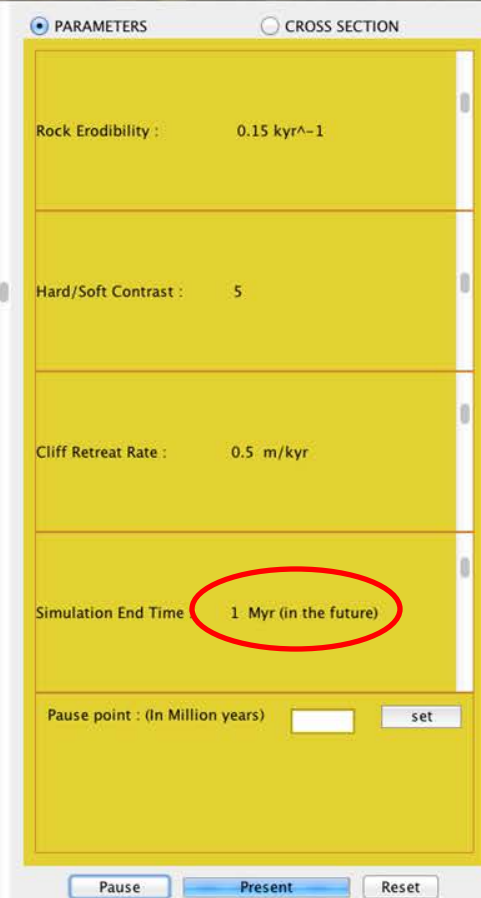 PARAMETERS CROSS SECTION
Rock Erodibility : 0.15 kyr^-1
Hard/Soft Contrast : 5
Cliff Retreat Rate : 0.5 m/kyr
Simulation End Time : 1 Myr (in the future)
Pause point : (In Million years) set
Pause Present Reset